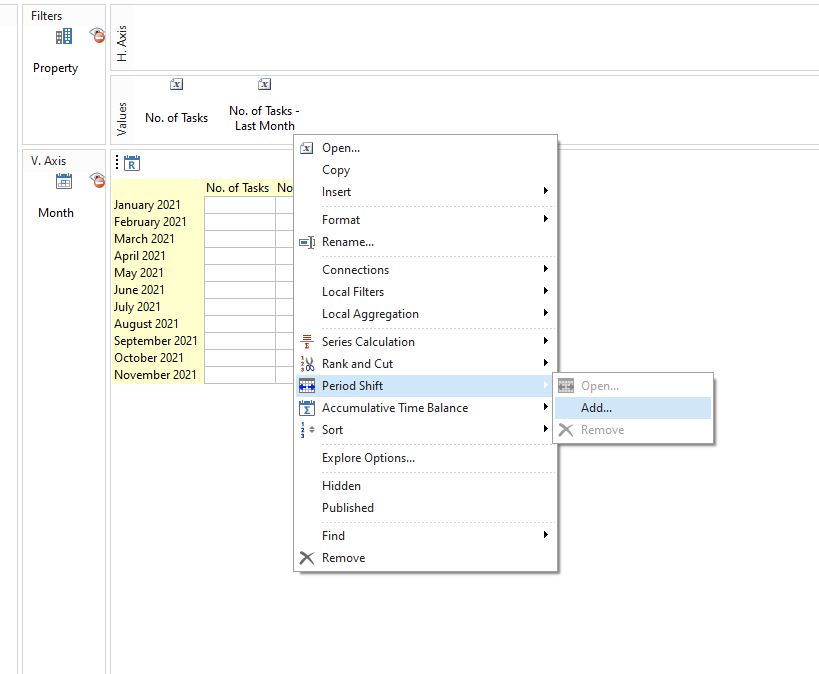 Filters
Property
H. Axis
Values
No. of Tasks
No. of Tasks -
Last Month
V. Axis
Month
R
No. of Tasks No
January 2021
February 2021
March 2021
April 2021
May 2021
June 2021
July 2021
August 2021
September 2021
October 2021
November 2021
Open...
Copy
Insert
Format
Rename...
Connections
Local Filters
Local Aggregation
Series Calculation
Rank and Cut
Period Shift
Accumulative Time Balance
Sort
Explore Options...
Hidden
Published
Find
Remove
Open...
Add...
Remove